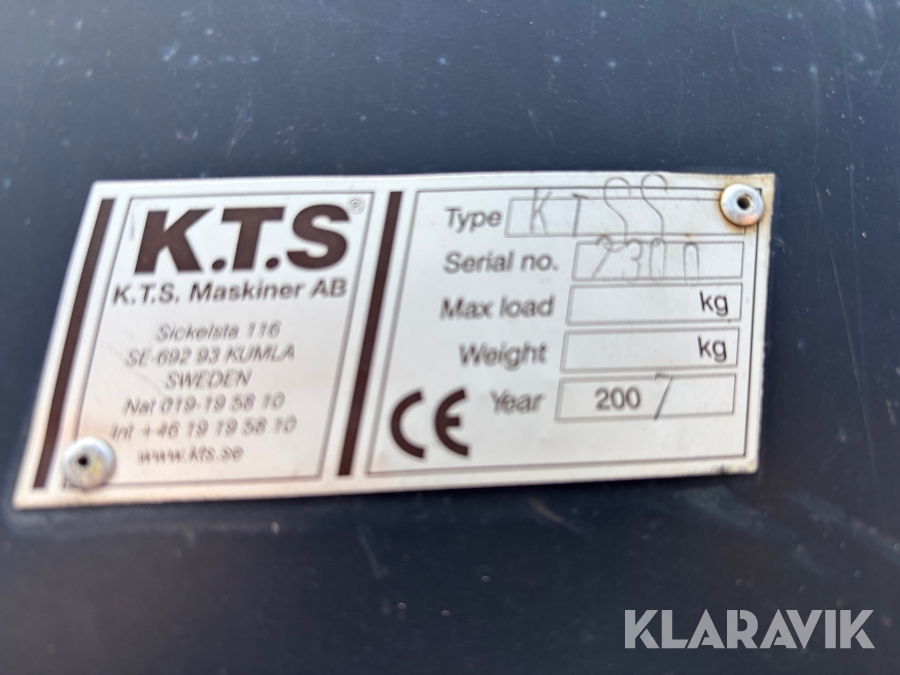 K.T.S®
K.T.S. Maskiner AB
Sickelsta 116
SE-692 93 KUMLA
SWEDEN
Nat 019-19 58 10
Int +46 19 19 58 10
www.kts.se
Type KTSS
Serial no.
Max load kg
Weight kg
CE Year 2007
KLARAVIK